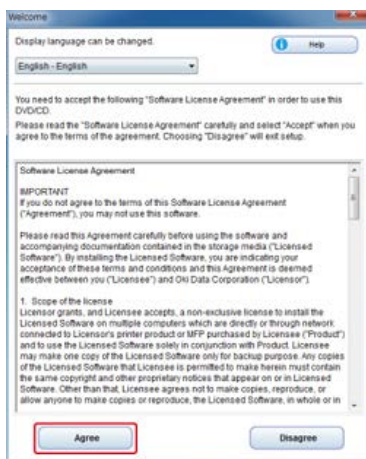 Welcome
Display language can be changed.
Help
English - English
You need to accept the following "Software License Agreement" in order to use this
DVD/CD.
Please read the "Software License Agreement" carefully and select "Accept" when you
agree to the terms of the agreement. Choosing "Disagree" will exit setup.
Software License Agreement
IMPORTANT
If you do not agree to the terms of this Software License Agreement
("Agreement"), you may not use this software.
Please read this Agreement carefully before using the software and
accompanying documentation contained in the storage media ("Licensed
Software"). By installing the Licensed Software, you are indicating your
acceptance of these terms and conditions and this Agreement is deemed
effective between you ("Licensee") and Oki Data Corporation ("Licensor").
1. Scope of the license
Licensor grants, and Licensee accepts, a non-exclusive license to install the
Licensed Software on multiple computers which are directly or through network
connected to Licensor's printer product or MFP purchased by Licensee ("Product")
and to use the Licensed Software solely in conjunction with Product. Licensee
may make one copy of the Licensed Software only for backup purpose. Any copies
of the Licensed Software that Licensee is permitted to make herein must contain
the same copyright and other proprietary notices that appear on or in Licensed
Software. Other than that, Licensee agrees not to make copies, reproduce, or
allow anyone to make copies or reproduce, the Licensed Software, in whole or in
Agree
Disagree